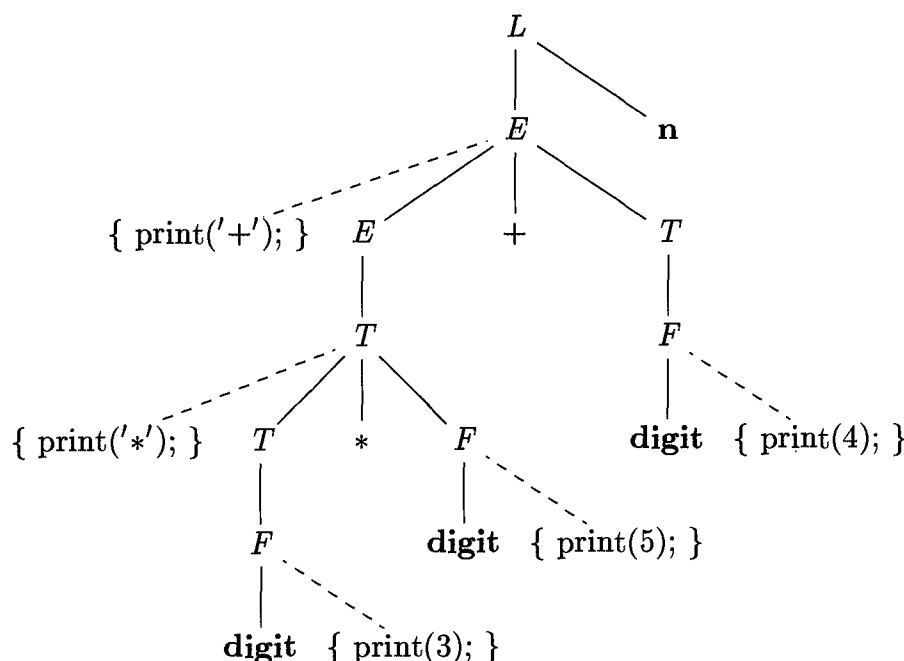 L
E n
{ print('+'); } E + T
T F
{ print('*'); } T * F digit { print(4); }
F digit { print(5); }
digit { print(3); }